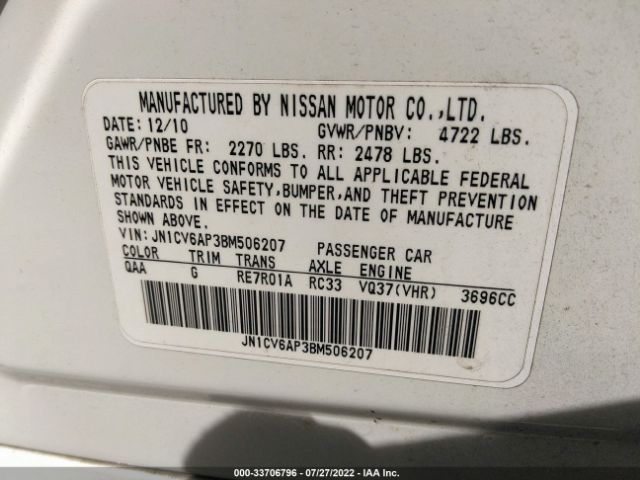 MANUFACTURED BY NISSAN MOTOR CO.,LTD.
DATE: 12/10 GVWR/PNBV: 4722 LBS.
GAWR/PNBE FR: 2270 LBS. RR: 2478 LBS.
THIS VEHICLE CONFORMS TO ALL APPLICABLE FEDERAL
MOTOR VEHICLE SAFETY,BUMPER,AND THEFT PREVENTION
STANDARDS IN EFFECT ON THE DATE OF MANUFACTURE
SHOWN ABOVE.
VIN: JN1CV6AP3BM506207 PASSENGER CAR
COLOR TRIM TRANS AXLE ENGINE
QAA G RE7R01A RC33 VQ37(VHR) 3696CC
JN1CV6AP3BM506207
000-33706796 - 07/27/2022 - IAA Inc.